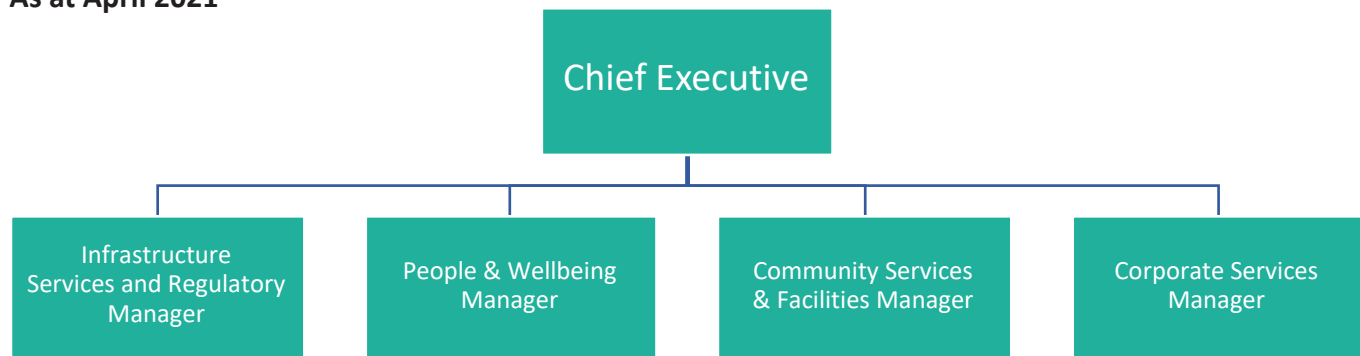 As at April 2021
Chief Executive
Infrastructure
Services and Regulatory
Manager
People & Wellbeing
Manager
Community Services
& Facilities Manager
Corporate Services
Manager